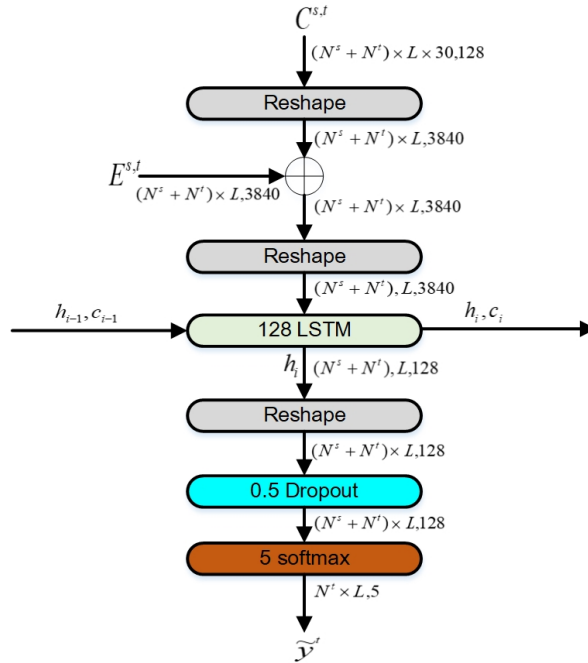 C^{s,t}
(N^s + N^t) × L × 30,128
Reshape
(N^s + N^t) × L,3840
E^{s,t}
(N^s + N^t) × L,3840
(N^s + N^t) × L,3840
Reshape
(N^s + N^t), L,3840
h_{i-1}, c_{i-1}
128 LSTM
h_i, c_i
h_i (N^s + N^t), L,128
Reshape
(N^s + N^t) × L,128
0.5 Dropout
(N^s + N^t) × L,128
5 softmax
N^t × L,5
ỹ^t